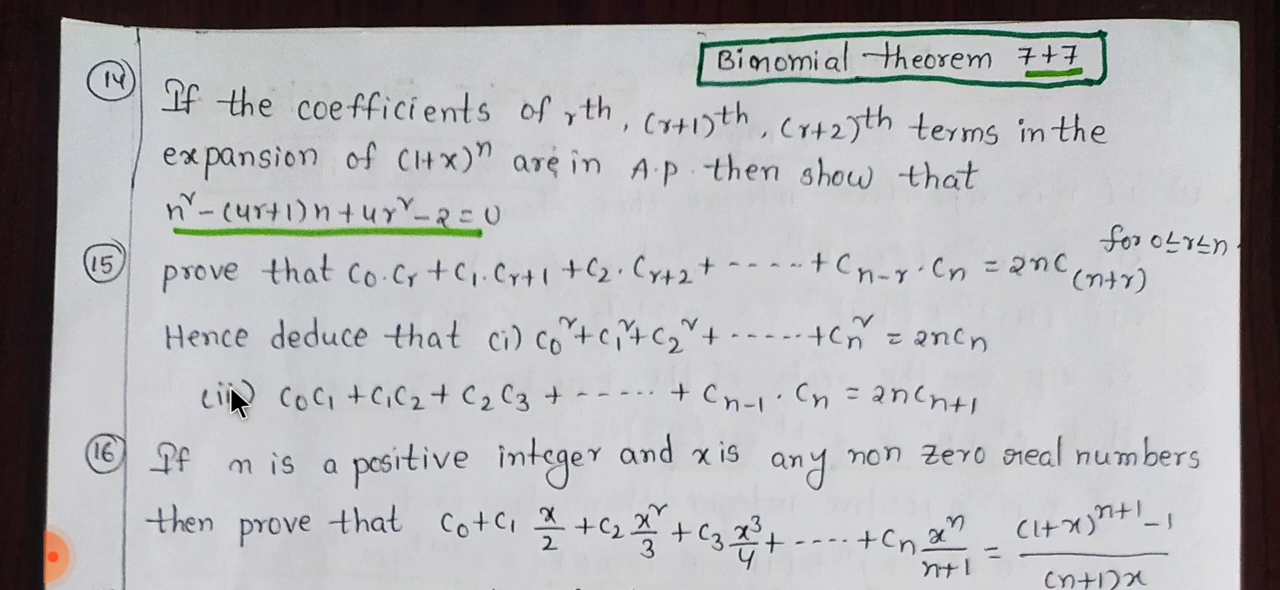 Binomial theorem 7+7
14 If the coefficients of rth, (r+1)th, (r+2)th terms in the
expansion of (1+x)ⁿ are in A.P. then show that
n² - (4r+1)n + 4r² - 2 = 0
15 prove that C₀.Cᵣ + C₁.Cᵣ₊₁ + C₂.Cᵣ₊₂ + ----- + Cₙ₋ᵣ.Cₙ = 2nC(n+r) for 0≤r≤n.
Hence deduce that (i) C₀² + C₁² + C₂² + ------ + Cₙ² = 2nCₙ
(ii) C₀C₁ + C₁C₂ + C₂C₃ + ------ + Cₙ₋₁.Cₙ = 2nCₙ₊₁
16 If n is a positive integer and x is any non zero real numbers
then prove that C₀ + C₁ x/2 + C₂ x²/3 + C₃ x³/4 + ----- + Cₙ xⁿ/n+1 = (1+x)ⁿ⁺¹-1/(n+1)x